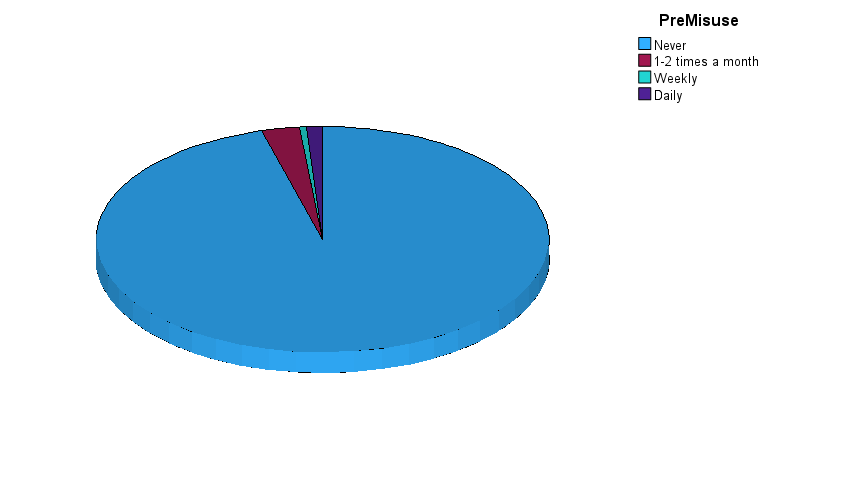 PreMisuse
Never
1-2 times a month
Weekly
Daily